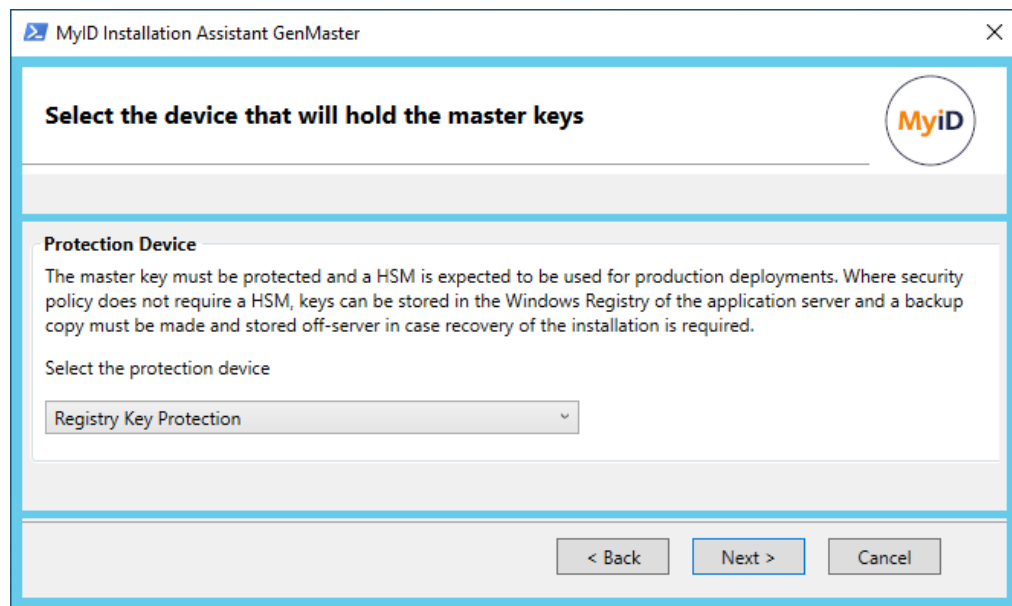 MyID Installation Assistant GenMaster
Select the device that will hold the master keys
MyiD
Protection Device
The master key must be protected and a HSM is expected to be used for production deployments. Where security
policy does not require a HSM, keys can be stored in the Windows Registry of the application server and a backup
copy must be made and stored off-server in case recovery of the installation is required.
Select the protection device
Registry Key Protection
< Back
Next >
Cancel